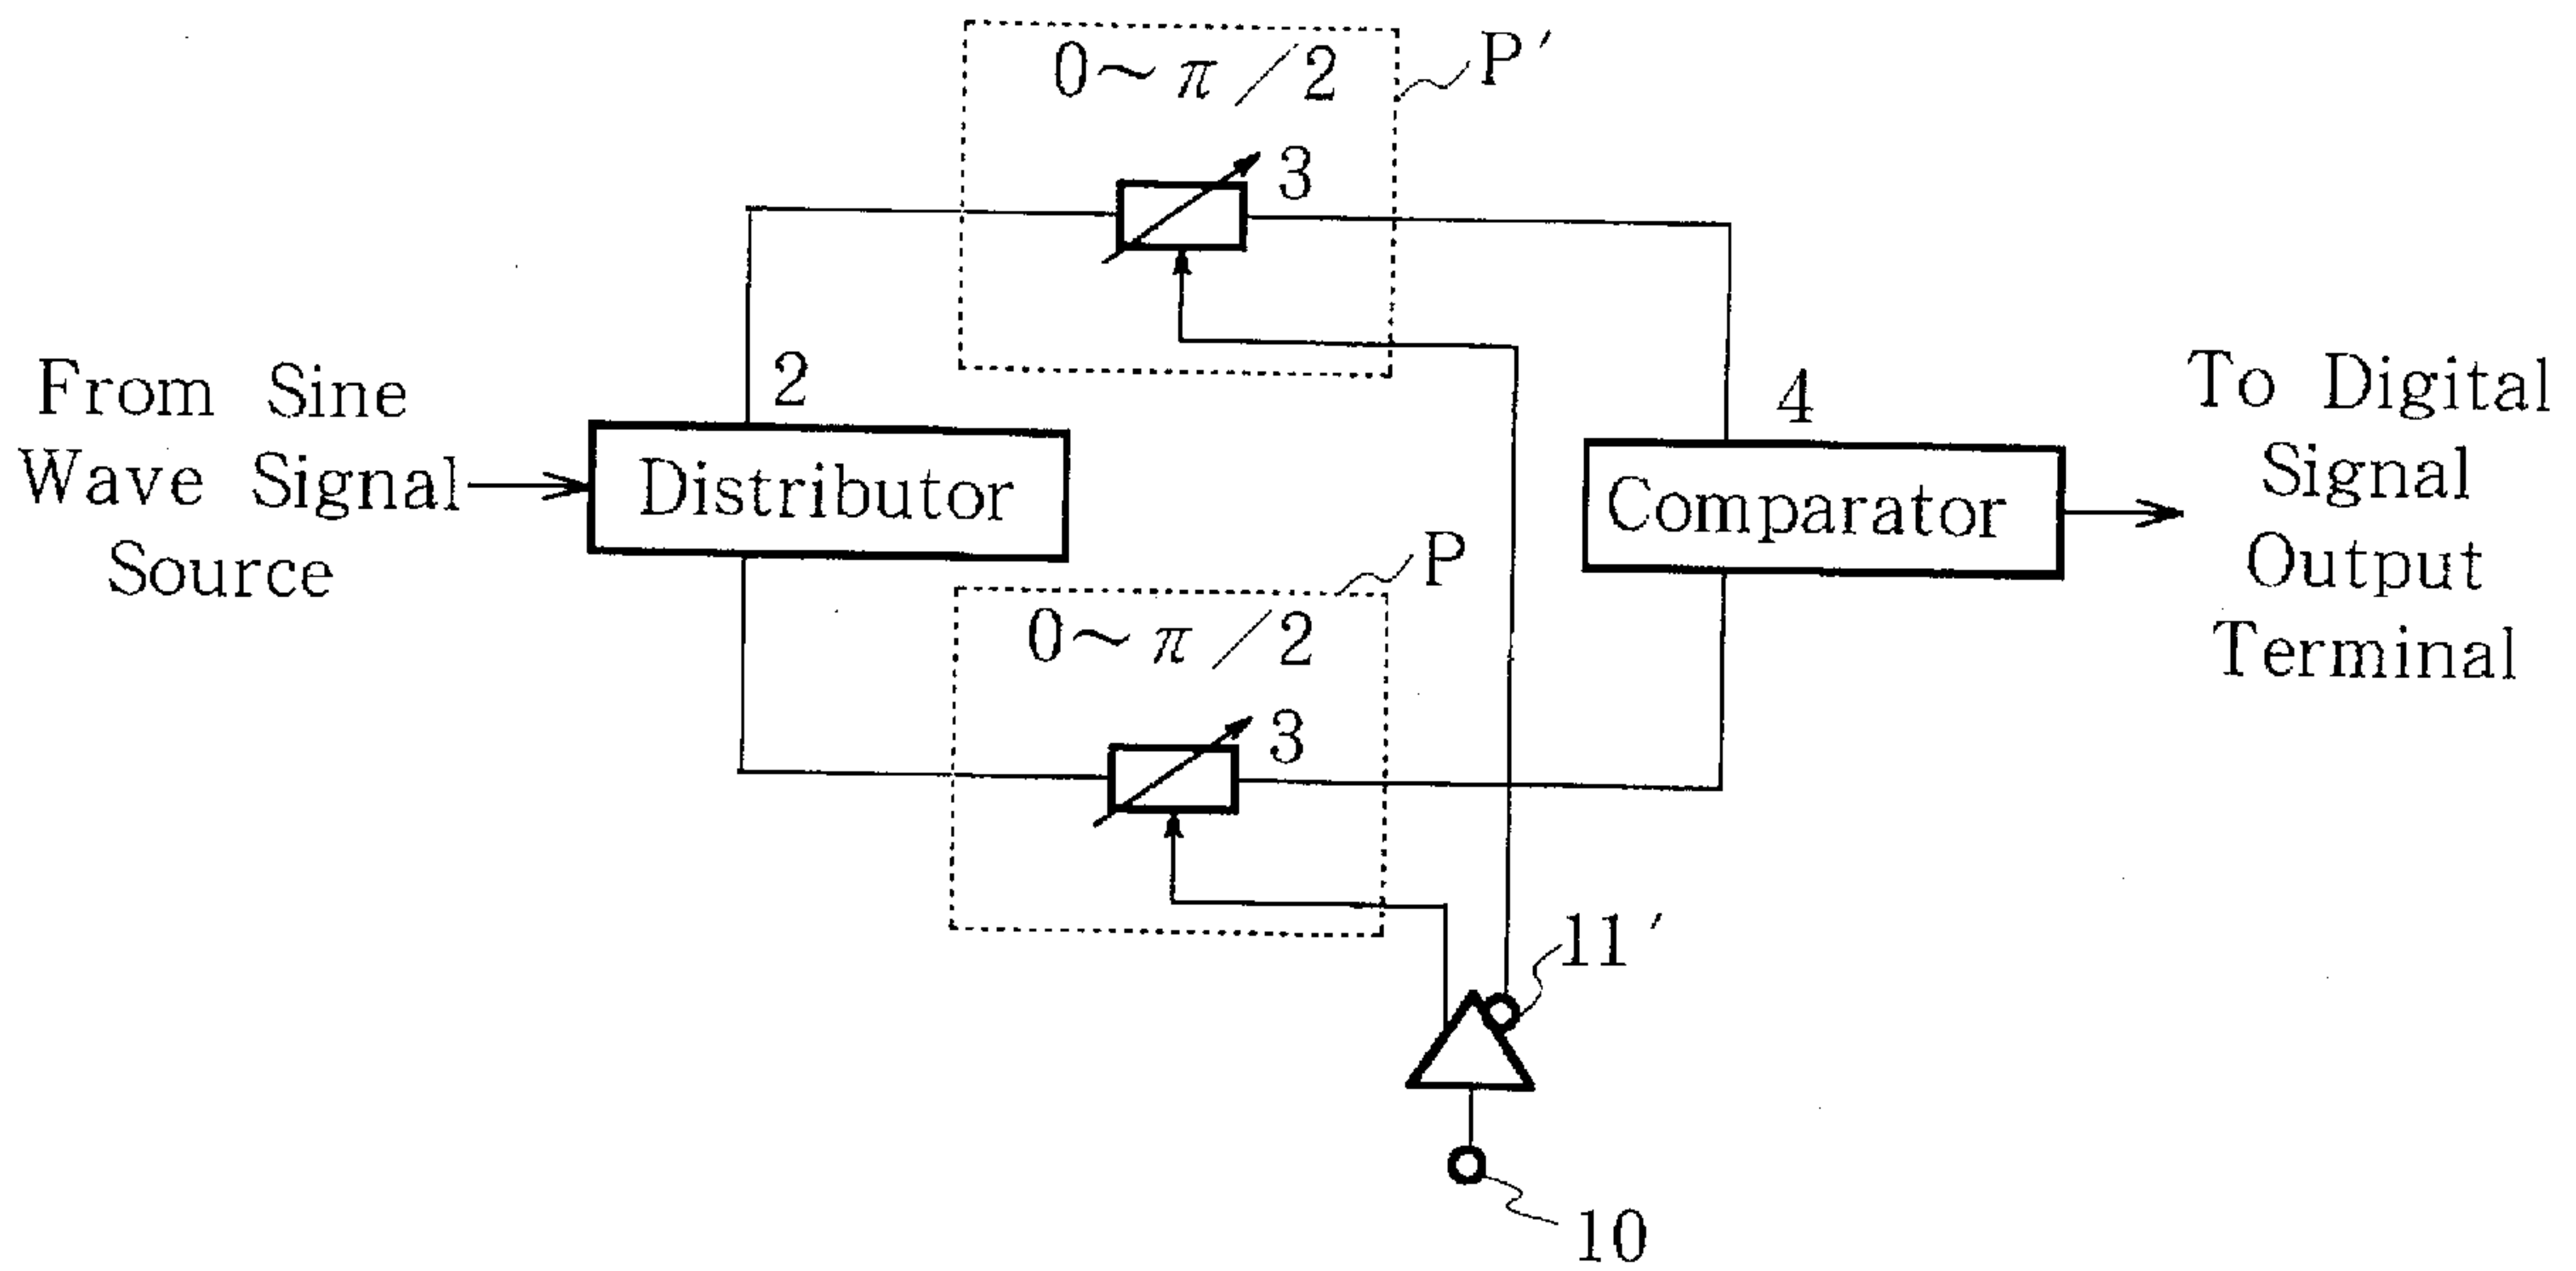 0～π/2
P'
3
From Sine
Wave Signal
Source
2
Distributor
4
Comparator
To Digital
Signal
Output
Terminal
P
0～π/2
3
11'
10